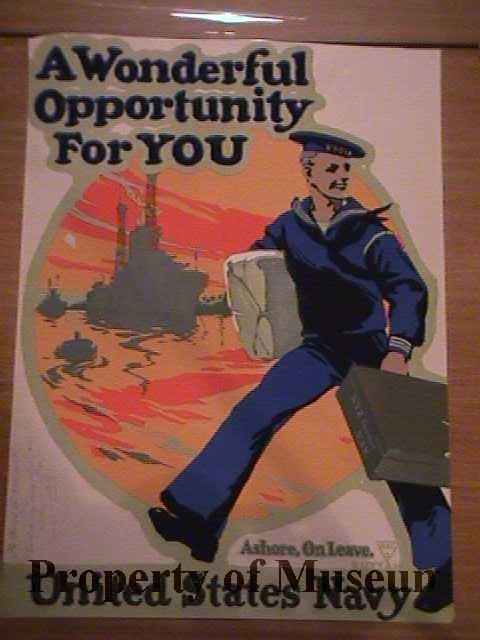 A Wonderful
Opportunity
For YOU
Ashore, On Leave.
Property of Museum
United States Navy